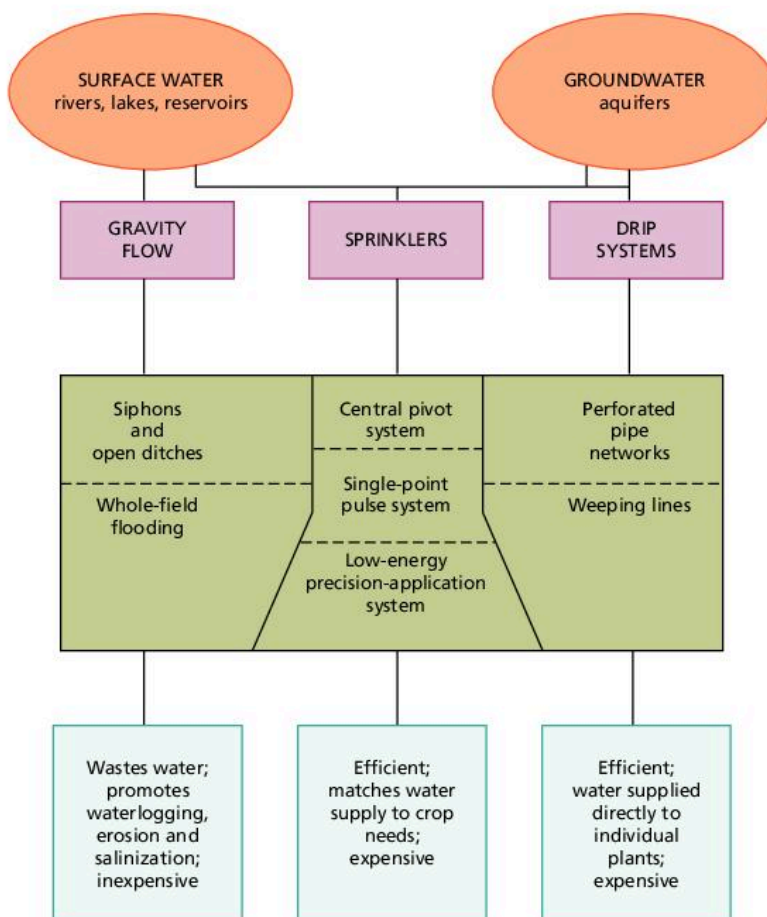 SURFACE WATER
rivers, lakes, reservoirs
GROUNDWATER
aquifers
GRAVITY
FLOW
SPRINKLERS
DRIP
SYSTEMS
Siphons
and
open ditches
Whole-field
flooding
Central pivot
system
Single-point
pulse system
Low-energy
precision-application
system
Perforated
pipe
networks
Weeping lines
Wastes water;
promotes
waterlogging,
erosion and
salinization;
inexpensive
Efficient;
matches water
supply to crop
needs;
expensive
Efficient;
water supplied
directly to
individual
plants;
expensive